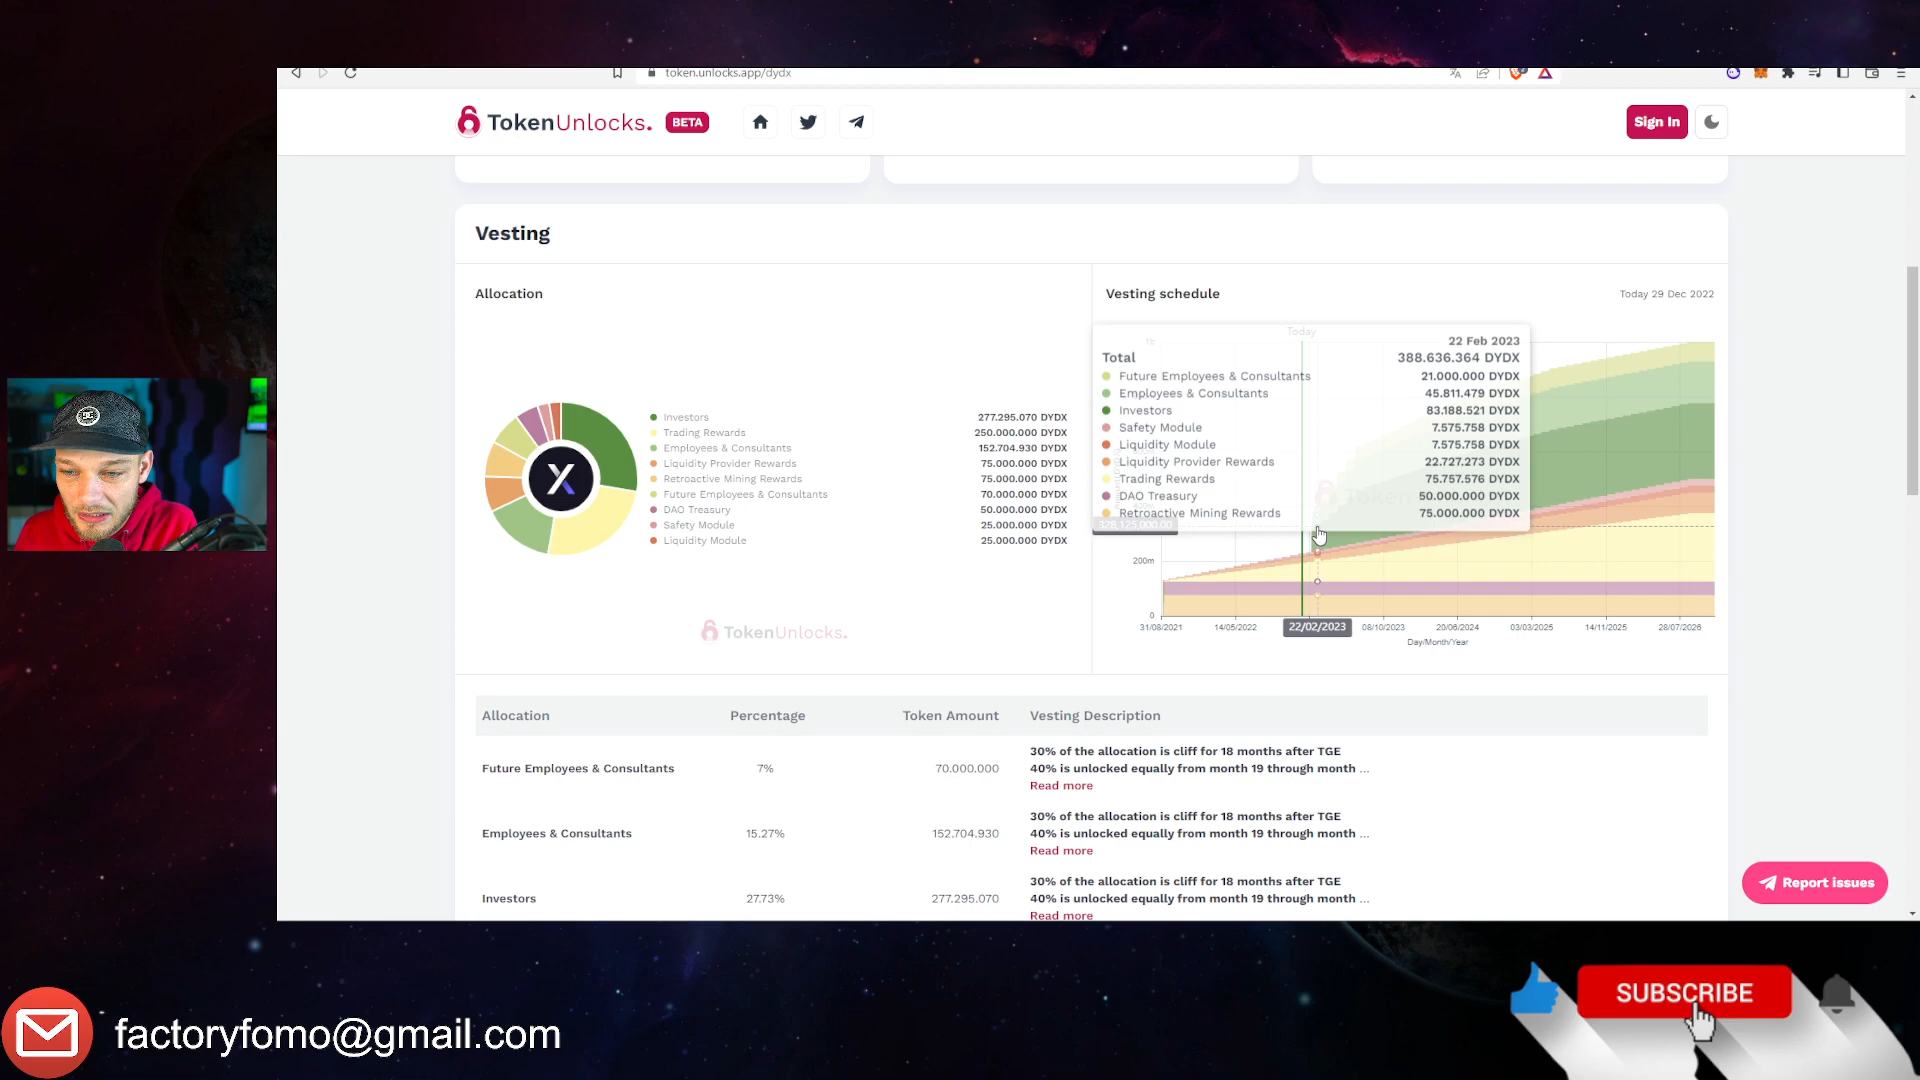 token.unlocks.app/dydx
TokenUnlocks. BETA
Sign In
Vesting
Allocation
Investors 277.295.070 DYDX
Trading Rewards 250.000.000 DYDX
Employees & Consultants 152.704.930 DYDX
Liquidity Provider Rewards 75.000.000 DYDX
Retroactive Mining Rewards 75.000.000 DYDX
Future Employees & Consultants 70.000.000 DYDX
DAO Treasury 50.000.000 DYDX
Safety Module 25.000.000 DYDX
Liquidity Module 25.000.000 DYDX
TokenUnlocks.
Vesting schedule Today 29 Dec 2022
Today
1b
22 Feb 2023
Total 388.636.364 DYDX
Future Employees & Consultants 21.000.000 DYDX
Employees & Consultants 45.811.479 DYDX
Investors 83.188.521 DYDX
Safety Module 7.575.758 DYDX
Liquidity Module 7.575.758 DYDX
Liquidity Provider Rewards 22.727.273 DYDX
Trading Rewards 75.757.576 DYDX
DAO Treasury 50.000.000 DYDX
Retroactive Mining Rewards 75.000.000 DYDX
328,125,000.00
200m
0
31/08/2021 14/05/2022 22/02/2023 08/10/2023 20/06/2024 03/03/2025 14/11/2025 28/07/2026
Day/Month/Year
Allocation Percentage Token Amount Vesting Description
Future Employees & Consultants 7% 70.000.000
30% of the allocation is cliff for 18 months after TGE
40% is unlocked equally from month 19 through month ...
Read more
Employees & Consultants 15.27% 152.704.930
30% of the allocation is cliff for 18 months after TGE
40% is unlocked equally from month 19 through month ...
Read more
Investors 27.73% 277.295.070
30% of the allocation is cliff for 18 months after TGE
40% is unlocked equally from month 19 through month ...
Read more
Report issues
factoryfomo@gmail.com
SUBSCRIBE